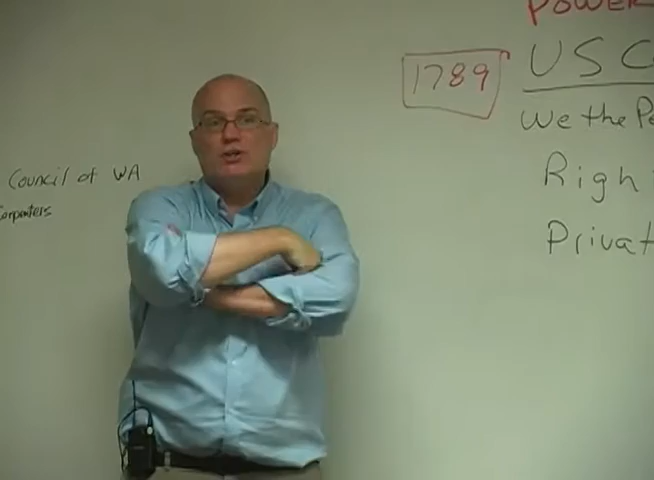 POWER
1789
US C
We the Pe
Council of WA
Righ
Carpenters
Privat